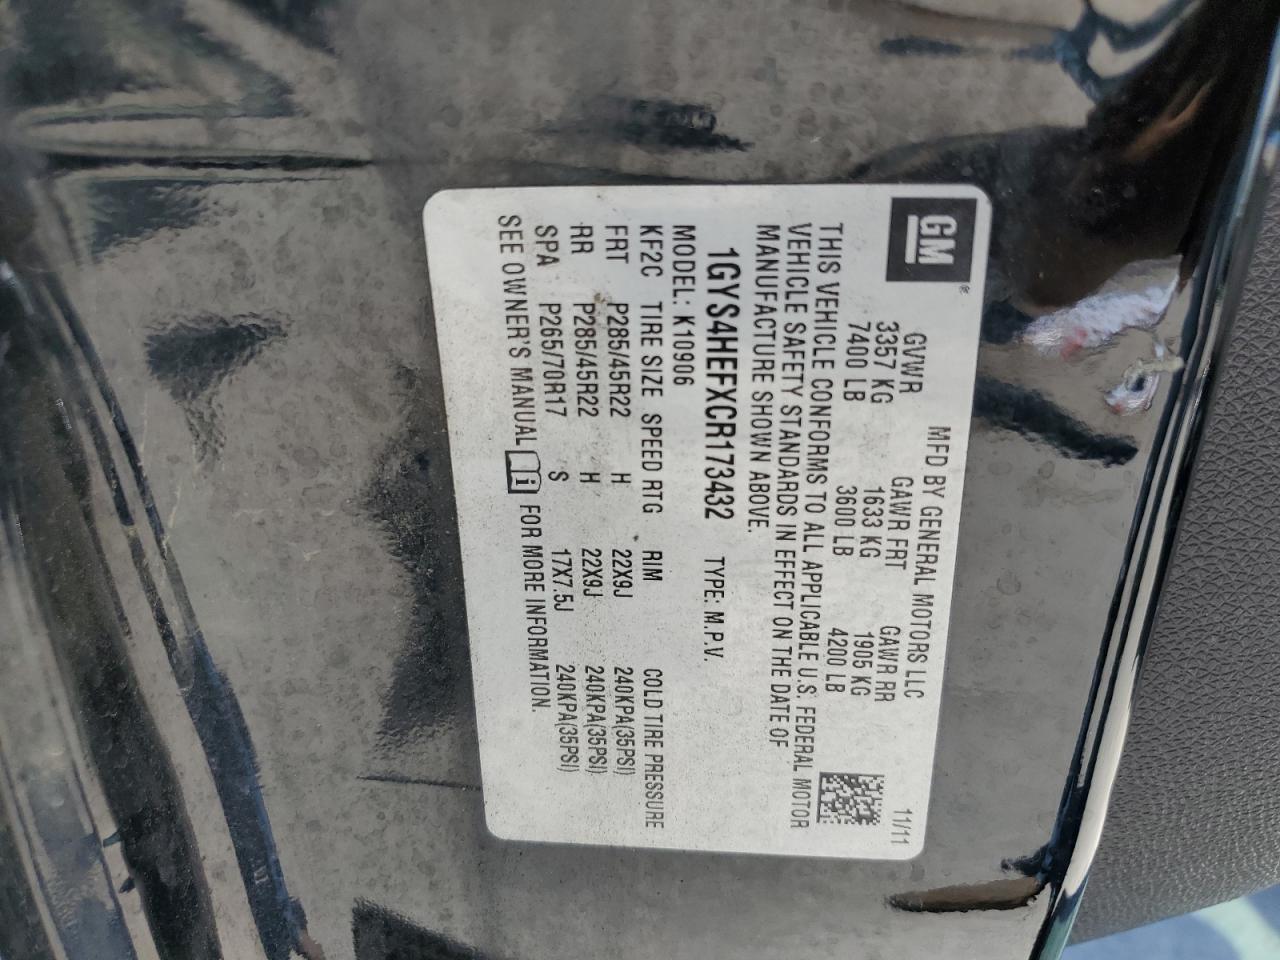 GM
MFD BY GENERAL MOTORS LLC 11/11
GVWR GAWR FRT GAWR RR
3357 KG 1633 KG 1905 KG
7400 LB 3600 LB 4200 LB
THIS VEHICLE CONFORMS TO ALL APPLICABLE U.S. FEDERAL MOTOR
VEHICLE SAFETY STANDARDS IN EFFECT ON THE DATE OF
MANUFACTURE SHOWN ABOVE.
1GYS4HEFXCR173432 TYPE: M.P.V.
MODEL: K10906
KF2C TIRE SIZE SPEED RTG RIM COLD TIRE PRESSURE
FRT P285/45R22 H 22X9J 240KPA(35PSI)
RR P285/45R22 H 22X9J 240KPA(35PSI)
SPA P265/70R17 S 17X7.5J 240KPA(35PSI)
SEE OWNER'S MANUAL i FOR MORE INFORMATION.